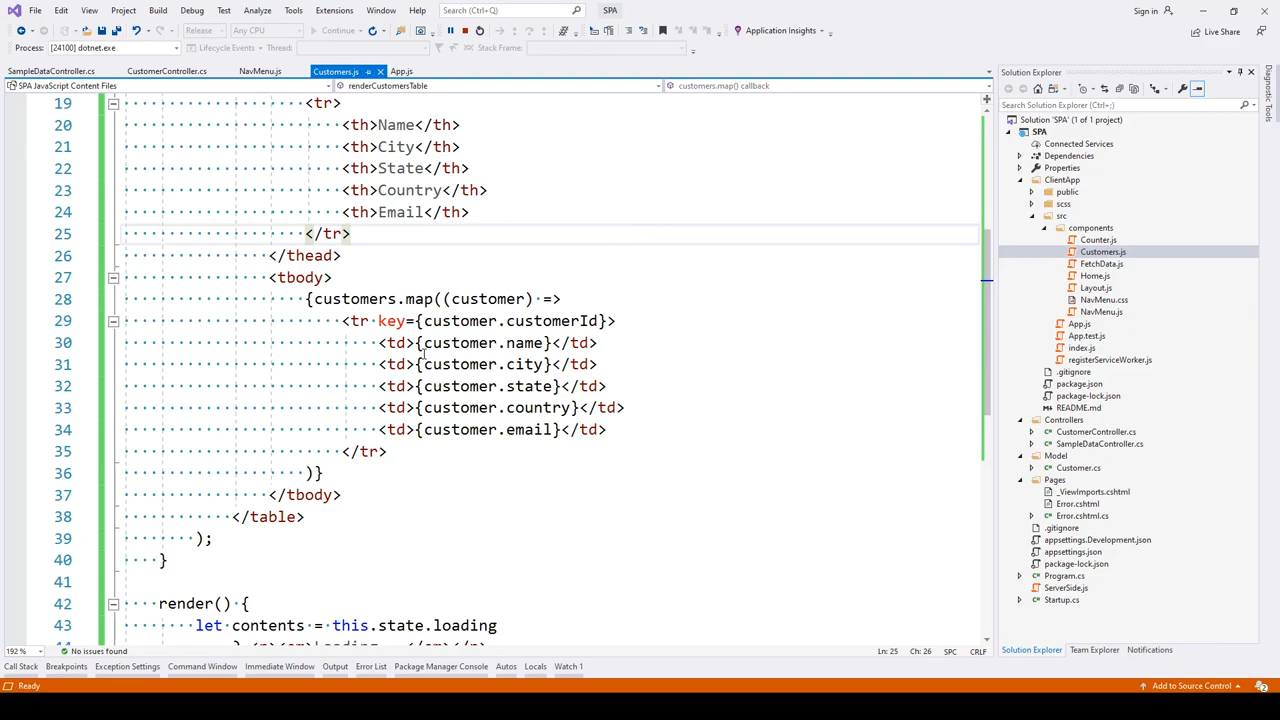 File Edit View Project Build Debug Test Analyze Tools Extensions Window Help Search (Ctrl+Q) SPA Sign in
Release Any CPU Continue Application Insights Live Share
Process: [24100] dotnet.exe Lifecycle Events Thread: Stack Frame:
SampleDataController.cs CustomerController.cs NavMenu.js Customers.js App.js
SPA JavaScript Content Files renderCustomersTable customers.map() callback
19 <tr>
20 <th>Name</th>
21 <th>City</th>
22 <th>State</th>
23 <th>Country</th>
24 <th>Email</th>
25 </tr>
26 </thead>
27 <tbody>
28 {customers.map((customer) =>
29 <tr key={customer.customerId}>
30 <td>{customer.name}</td>
31 <td>{customer.city}</td>
32 <td>{customer.state}</td>
33 <td>{customer.country}</td>
34 <td>{customer.email}</td>
35 </tr>
36 )}
37 </tbody>
38 </table>
39 );
40 }
41
42 render() {
43 let contents = this.state.loading
192 % No issues found Ln: 25 Ch: 26 SPC CRLF
Solution Explorer
Search Solution Explorer (Ctrl+;)
Solution 'SPA' (1 of 1 project)
SPA
Connected Services
Dependencies
Properties
ClientApp
public
scss
src
components
Counter.js
Customers.js
FetchData.js
Home.js
Layout.js
NavMenu.css
NavMenu.js
App.js
App.test.js
index.js
registerServiceWorker.js
.gitignore
package.json
package-lock.json
README.md
Controllers
CustomerController.cs
SampleDataController.cs
Model
Customer.cs
Pages
_ViewImports.cshtml
Error.cshtml
Error.cshtml.cs
.gitignore
appsettings.Development.json
appsettings.json
package-lock.json
Program.cs
ServerSide.js
Startup.cs
Solution Explorer Team Explorer Notifications
Diagnostic Tools
Call Stack Breakpoints Exception Settings Command Window Immediate Window Output Error List Package Manager Console Autos Locals Watch 1
Ready Add to Source Control 2